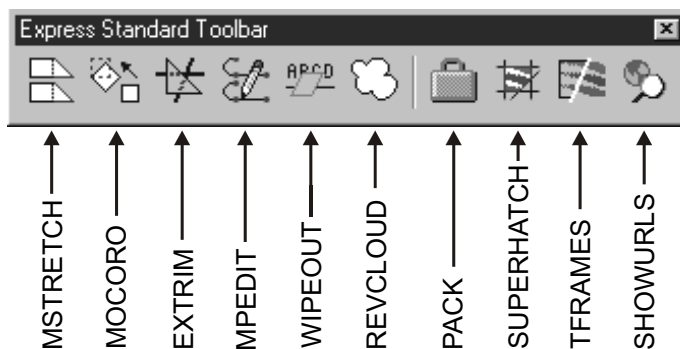 Express Standard Toolbar
ABCD
MSTRETCH
MOCORO
EXTRIM
MPEDIT
WIPEOUT
REVCLOUD
PACK
SUPERHATCH
TFRAMES
SHOWURLS